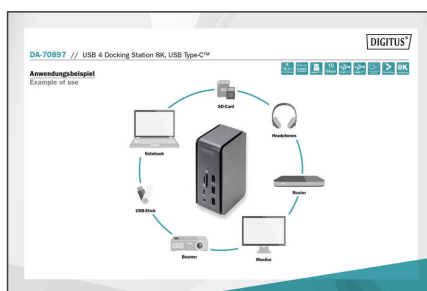 DIGITUS®
DA-70897 // USB 4 Docking Station 8K, USB Type-C™
Anwendungsbeispiel
Example of use
10
8K
SD-Card
Headphones
Notebook
Router
USB Stick
Beamer
Monitor